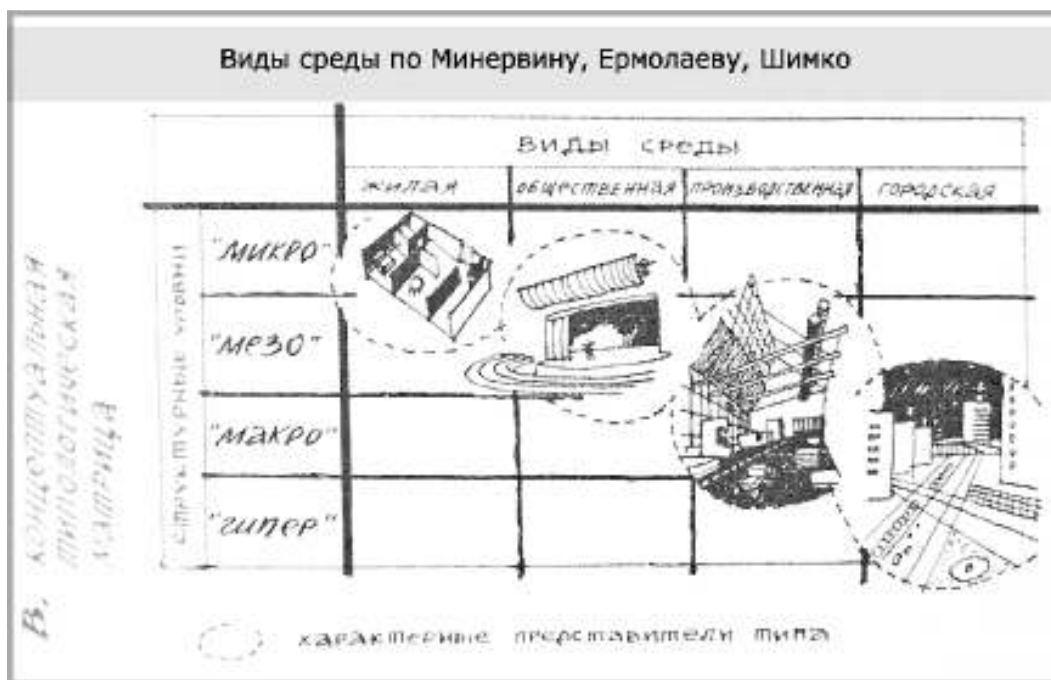 Виды среды по Минервину, Ермолаеву, Шимко
ВИДЫ СРЕДЫ
ЖИЛАЯ
ОБЩЕСТВЕННАЯ
ПРОИЗВОДСТВЕННАЯ
ГОРОДСКАЯ
СТРУКТУРНЫЕ УРОВНИ
"МИКРО"
"МЕЗО"
"МАКРО"
"ГИПЕР"
В. КОНЦЕПТУАЛЬНАЯ
ТИПОЛОГИЧЕСКАЯ
МАТРИЦА
ХАРАКТЕРНЫЕ ПРЕДСТАВИТЕЛИ ТИПА